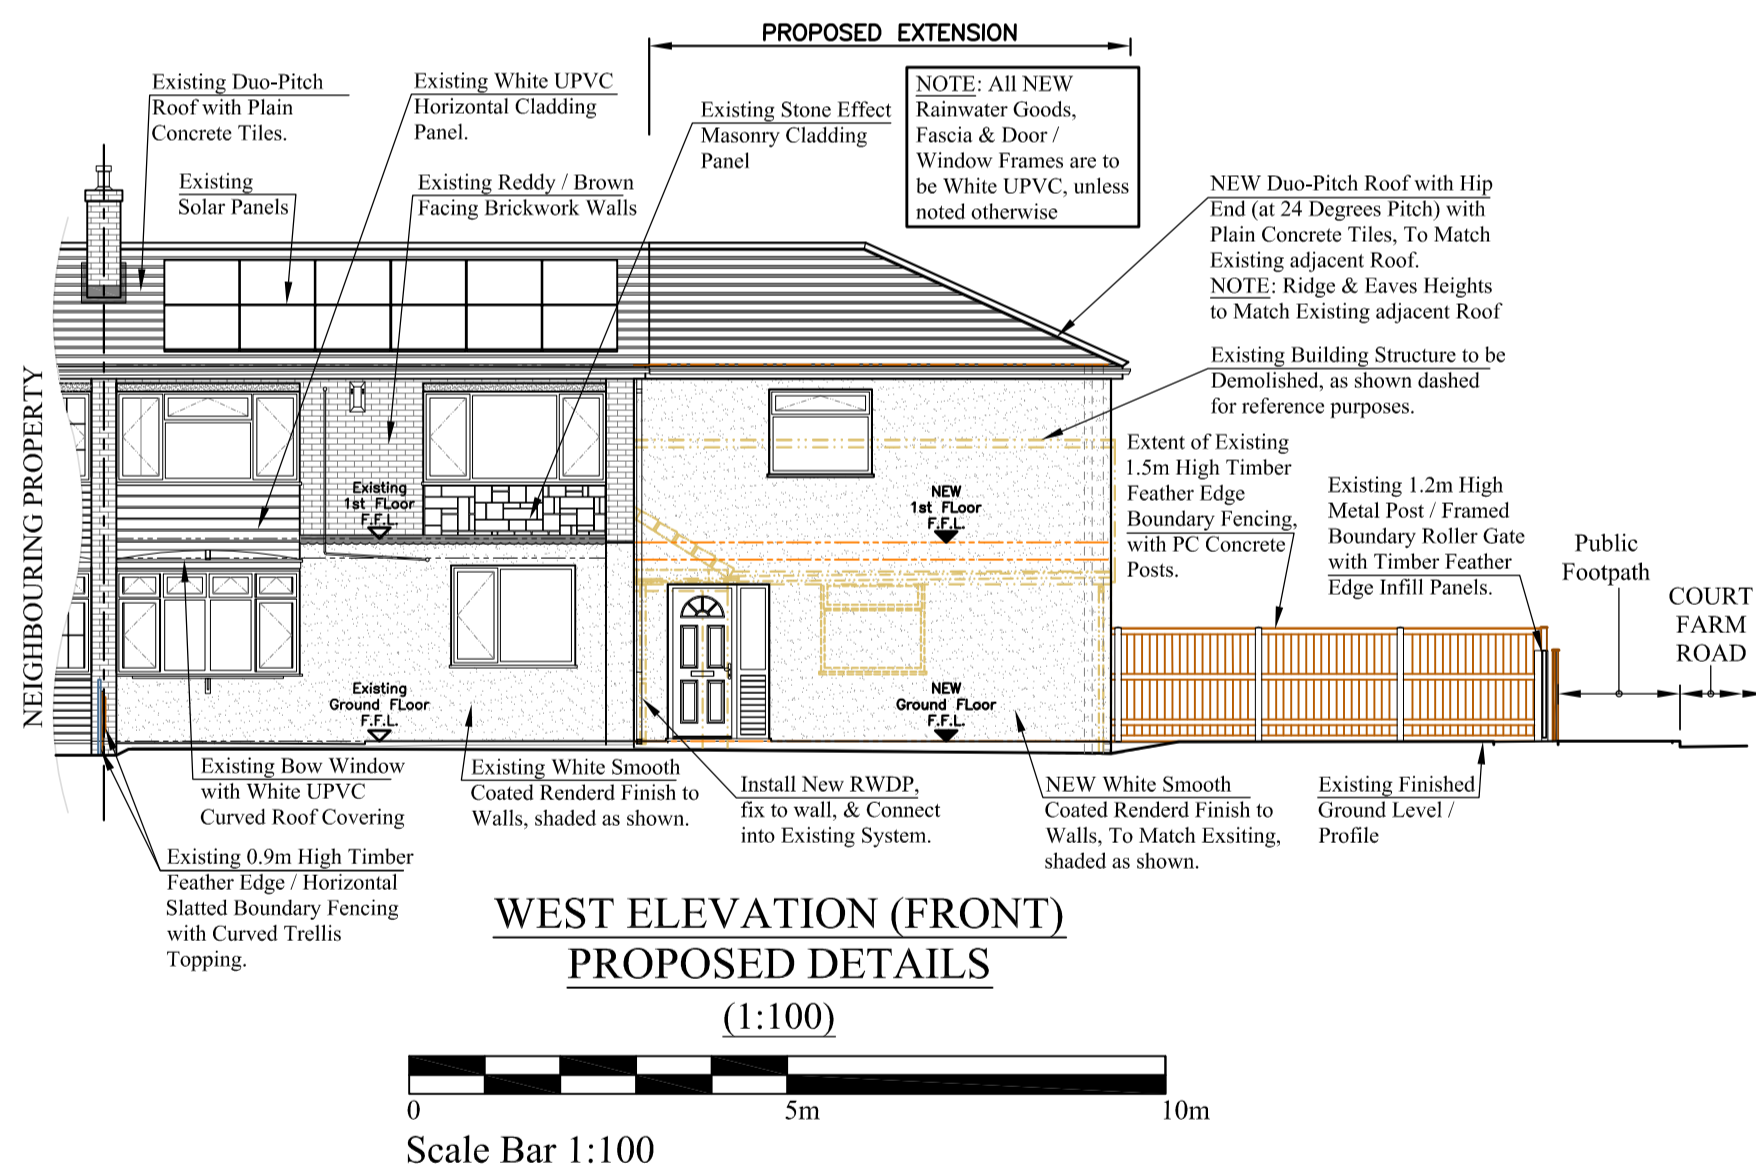 PROPOSED EXTENSION
Existing Duo-Pitch
Roof with Plain
Concrete Tiles.
Existing White UPVC
Horizontal Cladding
Panel.
Existing Stone Effect
Masonry Cladding
Panel
NOTE: All NEW
Rainwater Goods,
Fascia & Door /
Window Frames are to
be White UPVC, unless
noted otherwise
Existing
Solar Panels
Existing Reddy / Brown
Facing Brickwork Walls
NEW Duo-Pitch Roof with Hip
End (at 24 Degrees Pitch) with
Plain Concrete Tiles, To Match
Existing adjacent Roof.
NOTE: Ridge & Eaves Heights
to Match Existing adjacent Roof
Existing Building Structure to be
Demolished, as shown dashed
for reference purposes.
NEIGHBOURING PROPERTY
Extent of Existing
1.5m High Timber
Feather Edge
Boundary Fencing,
with PC Concrete
Posts.
Existing 1.2m High
Metal Post / Framed
Boundary Roller Gate
with Timber Feather
Edge Infill Panels.
Public
Footpath
COURT
FARM
ROAD
Existing
1st FLoor
F.F.L.
NEW
1st FLoor
F.F.L.
Existing
Ground FLoor
F.F.L.
NEW
Ground FLoor
F.F.L.
Existing Bow Window
with White UPVC
Curved Roof Covering
Existing White Smooth
Coated Renderd Finish to
Walls, shaded as shown.
Install New RWDP,
fix to wall, & Connect
into Existing System.
NEW White Smooth
Coated Renderd Finish to
Walls, To Match Exsiting,
shaded as shown.
Existing Finished
Ground Level /
Profile
Existing 0.9m High Timber
Feather Edge / Horizontal
Slatted Boundary Fencing
with Curved Trellis
Topping.
WEST ELEVATION (FRONT)
PROPOSED DETAILS
(1:100)
0 5m 10m
Scale Bar 1:100